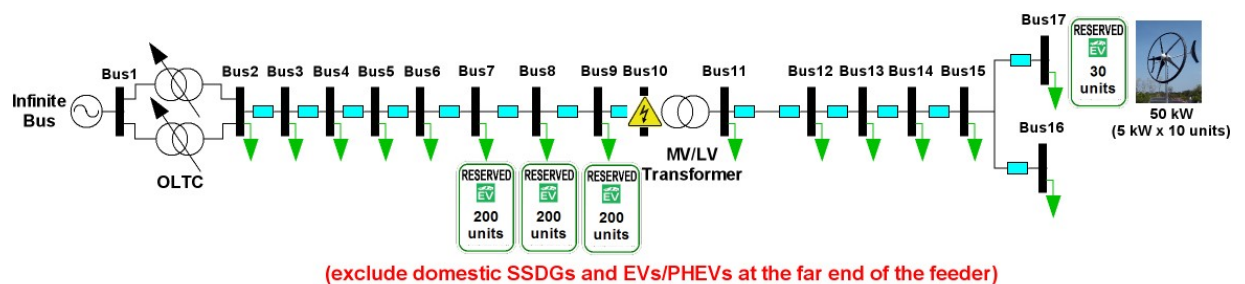 Bus1
Bus2
Bus3
Bus4
Bus5
Bus6
Bus7
Bus8
Bus9
Bus10
Bus11
Bus12
Bus13
Bus14
Bus15
Bus17
Bus16
Infinite
Bus
OLTC
MV/LV
Transformer
RESERVED
EV
200
units
RESERVED
EV
200
units
RESERVED
EV
200
units
RESERVED
EV
30
units
50 kW
(5 kW x 10 units)
(exclude domestic SSDGs and EVs/PHEVs at the far end of the feeder)